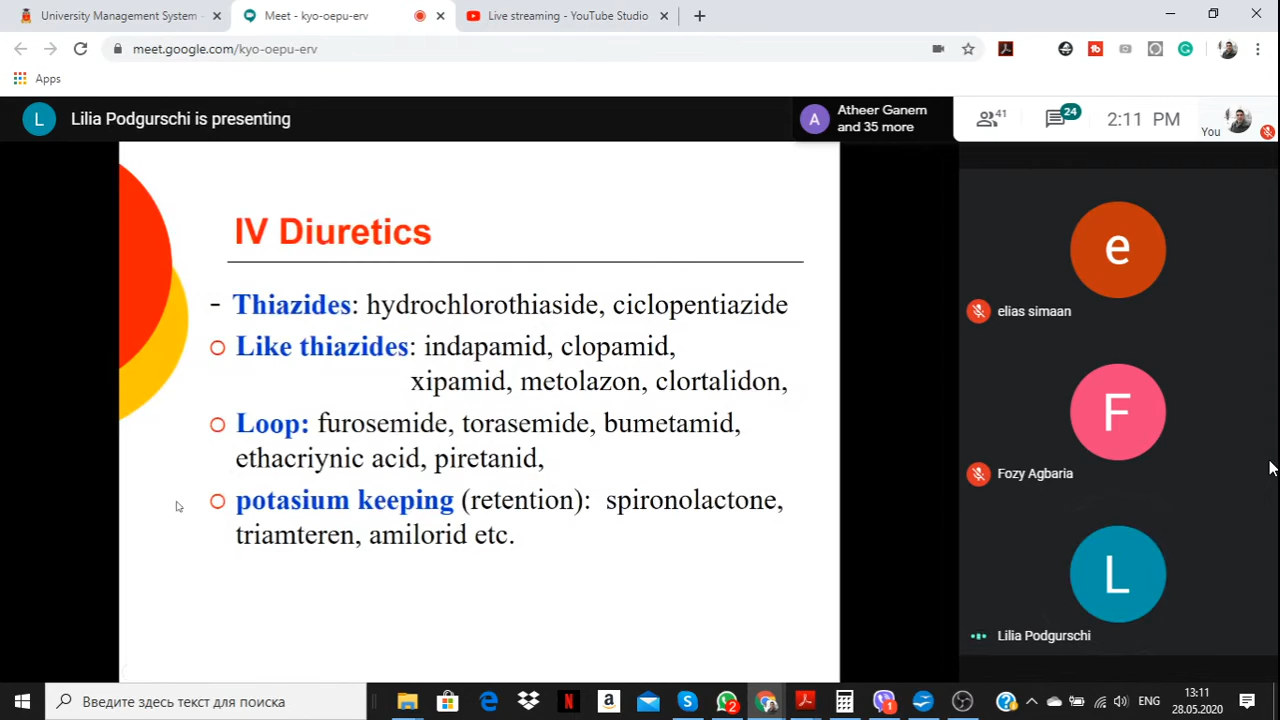 University Management System -
Meet - kyo-oepu-erv
Live streaming - YouTube Studio
meet.google.com/kyo-oepu-erv
Apps
L
Lilia Podgurschi is presenting
A
Atheer Ganem
and 35 more
41
24
2:11 PM
You
IV Diuretics
- Thiazides: hydrochlorothiaside, ciclopentiazide
Like thiazides: indapamid, clopamid,
xipamid, metolazon, clortalidon,
Loop: furosemide, torasemide, bumetamid,
ethacriynic acid, piretanid,
potasium keeping (retention): spironolactone,
triamteren, amilorid etc.
e
elias simaan
F
Fozy Agbaria
L
Lilia Podgurschi
Введите здесь текст для поиска
N
a
S
2
1
ENG
13:11
28.05.2020